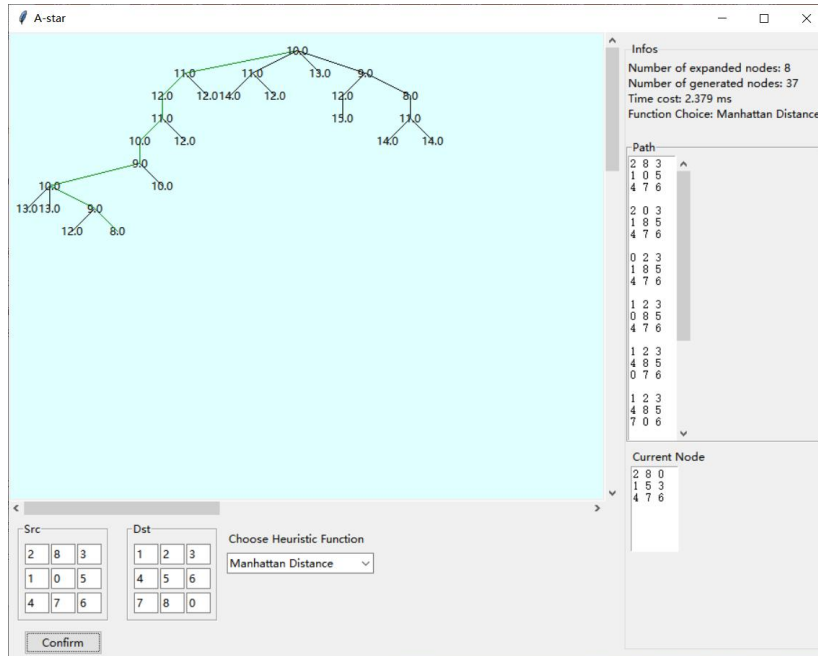 A-star
10.0
11.0 11.0 13.0 9.0
12.0 12.0 14.0 12.0 12.0 8.0
11.0 15.0 11.0
10.0 12.0 14.0 14.0
9.0
10.0 10.0
13.0 13.0 9.0
12.0 8.0
Infos
Number of expanded nodes: 8
Number of generated nodes: 37
Time cost: 2.379 ms
Function Choice: Manhattan Distance
Path
2 8 3
1 0 5
4 7 6
2 0 3
1 8 5
4 7 6
0 2 3
1 8 5
4 7 6
1 2 3
0 8 5
4 7 6
1 2 3
4 8 5
0 7 6
1 2 3
4 8 5
7 0 6
Current Node
2 8 0
1 5 3
4 7 6
Src
2 8 3
1 0 5
4 7 6
Dst
1 2 3
4 5 6
7 8 0
Choose Heuristic Function
Manhattan Distance
Confirm